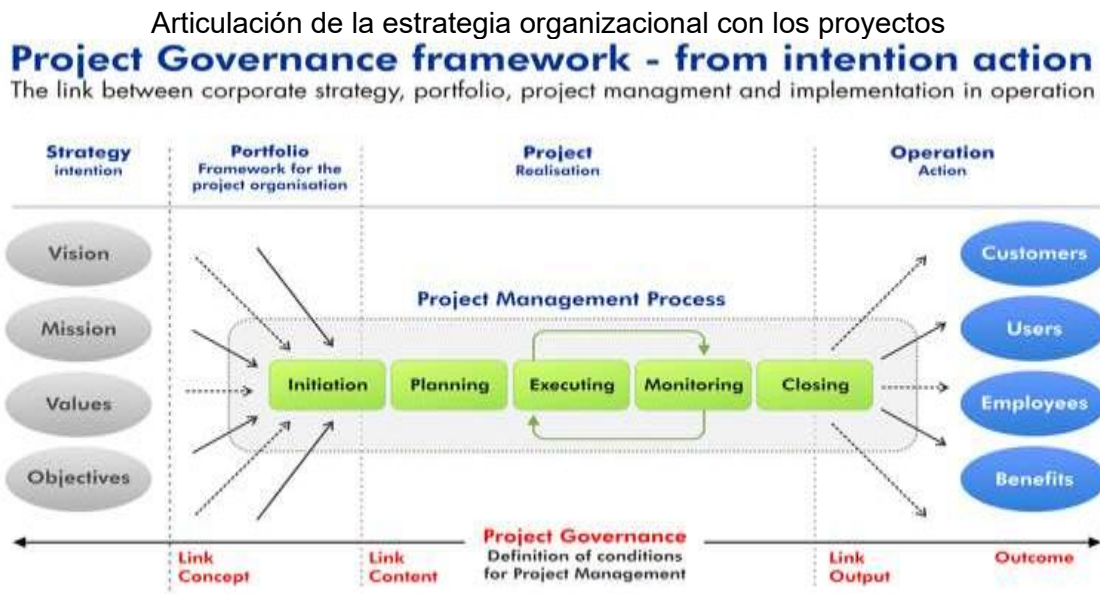 Articulación de la estrategia organizacional con los proyectos
Project Governance framework - from intention action
The link between corporate strategy, portfolio, project managment and implementation in operation
Strategy
intention
Portfolio
Framework for the
project organisation
Project
Realisation
Operation
Action
Vision
Mission
Values
Objectives
Project Management Process
Initiation
Planning
Executing
Monitoring
Closing
Customers
Users
Employees
Benefits
Project Governance
Definition of conditions
for Project Management
Link
Concept
Link
Content
Link
Output
Outcome